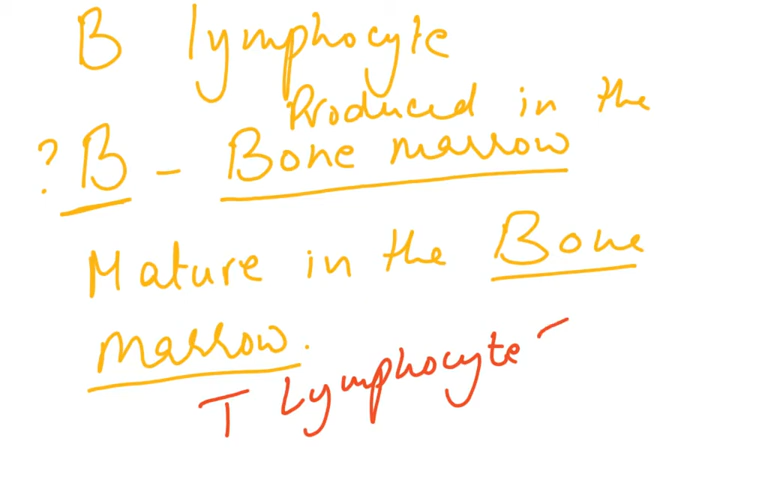 B lymphocyte
Produced in the
? B - Bone marrow
Mature in the Bone
marrow.
T Lymphocyte -